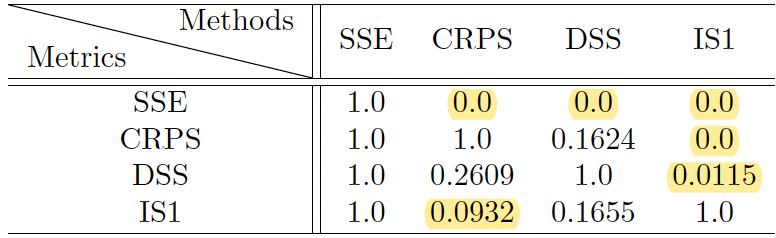 Methods
Metrics
SSE CRPS DSS IS1
SSE 1.0 0.0 0.0 0.0
CRPS 1.0 1.0 0.1624 0.0
DSS 1.0 0.2609 1.0 0.0115
IS1 1.0 0.0932 0.1655 1.0